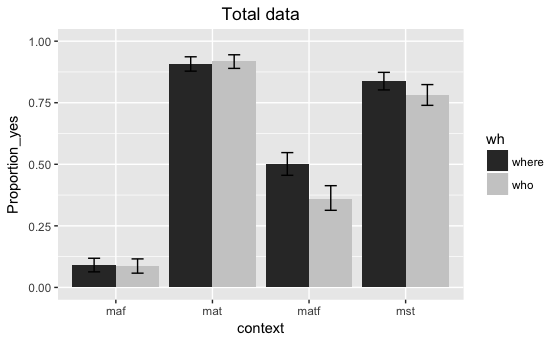 Total data
1.00
0.75
0.50
0.25
0.00
Proportion_yes
maf
mat
matf
mst
context
wh
where
who